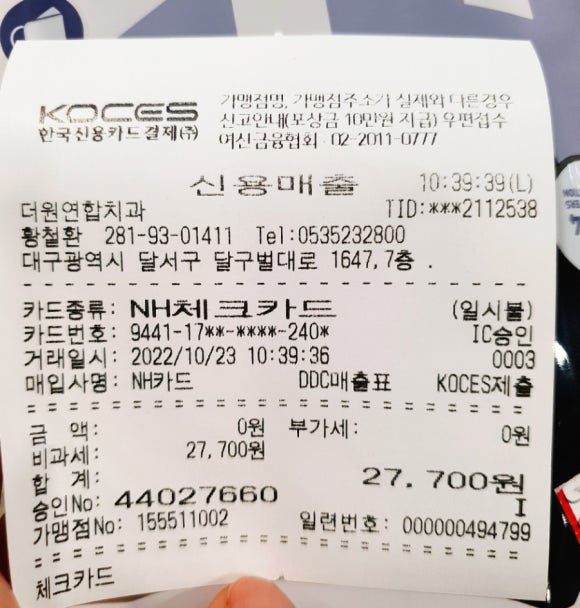 KOCES
한국신용카드결제(주)
가맹점명, 가맹점주소가 실제와 다른경우
신고안내(포상금 10만원 지급) 우편접수
여신금융협회 02-2011-0777
신용매출 10:39:39(L)
더원연합치과 TID:***2112538
황철환 281-93-01411 Tel:0535232800
대구광역시 달서구 달구벌대로 1647,7층 .
카드종류: NH체크카드 (일시불)
카드번호: 9441-17**-****-240* IC승인
거래일시: 2022/10/23 10:39:36 0003
매입사명: NH카드 DDC매출표 KOCES제출
금 액: 0원 부가세: 0원
비과세: 27,700원
합 계: 27,700원
승인No: 44027660 I
가맹점No: 155511002 일련번호: 000000494799
체크카드